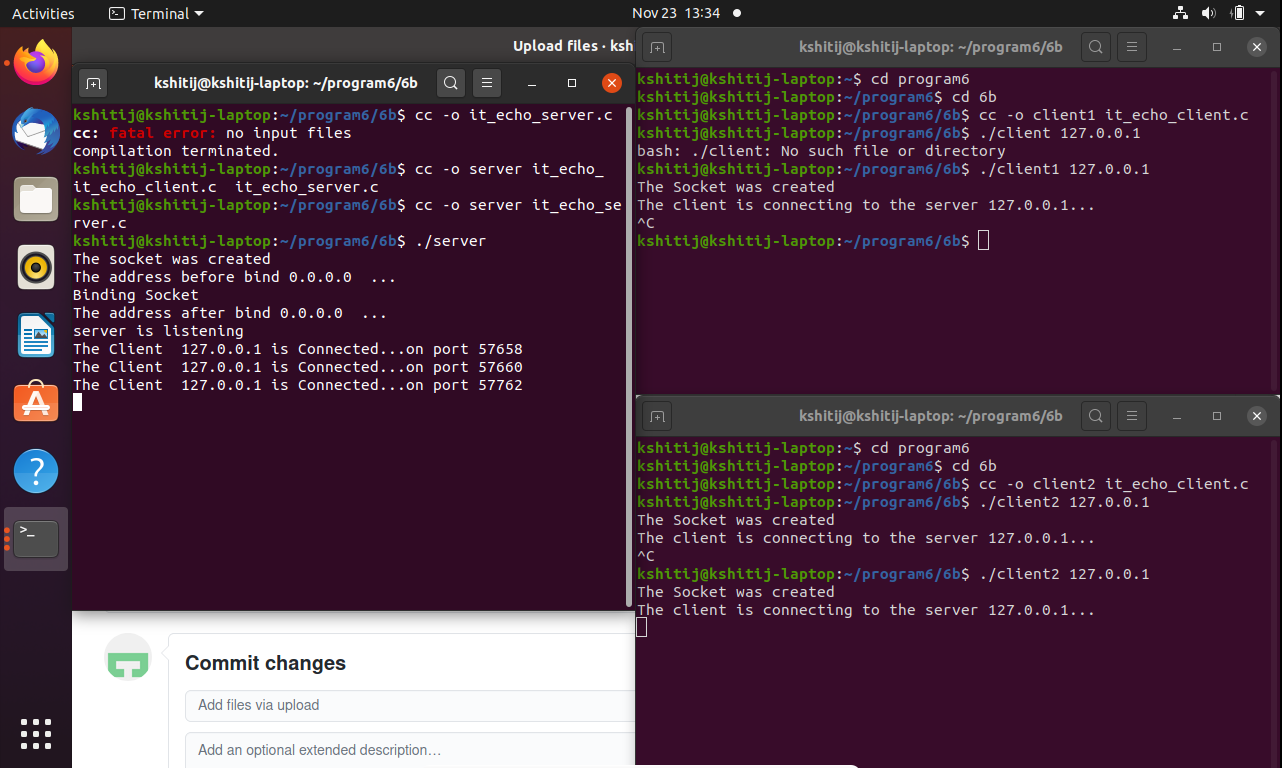 Activities
Terminal
Nov 23 13:34
Upload files · ksh
kshitij@kshitij-laptop: ~/program6/6b
kshitij@kshitij-laptop:~/program6/6b$ cc -o it_echo_server.c
cc: fatal error: no input files
compilation terminated.
kshitij@kshitij-laptop:~/program6/6b$ cc -o server it_echo_
it_echo_client.c  it_echo_server.c
kshitij@kshitij-laptop:~/program6/6b$ cc -o server it_echo_se
rver.c
kshitij@kshitij-laptop:~/program6/6b$ ./server
The socket was created
The address before bind 0.0.0.0  ...
Binding Socket
The address after bind 0.0.0.0  ...
server is listening
The Client  127.0.0.1 is Connected...on port 57658
The Client  127.0.0.1 is Connected...on port 57660
The Client  127.0.0.1 is Connected...on port 57762
kshitij@kshitij-laptop: ~/program6/6b
kshitij@kshitij-laptop:~$ cd program6
kshitij@kshitij-laptop:~/program6$ cd 6b
kshitij@kshitij-laptop:~/program6/6b$ cc -o client1 it_echo_client.c
kshitij@kshitij-laptop:~/program6/6b$ ./client 127.0.0.1
bash: ./client: No such file or directory
kshitij@kshitij-laptop:~/program6/6b$ ./client1 127.0.0.1
The Socket was created
The client is connecting to the server 127.0.0.1...
^C
kshitij@kshitij-laptop:~/program6/6b$
kshitij@kshitij-laptop: ~/program6/6b
kshitij@kshitij-laptop:~$ cd program6
kshitij@kshitij-laptop:~/program6$ cd 6b
kshitij@kshitij-laptop:~/program6/6b$ cc -o client2 it_echo_client.c
kshitij@kshitij-laptop:~/program6/6b$ ./client2 127.0.0.1
The Socket was created
The client is connecting to the server 127.0.0.1...
^C
kshitij@kshitij-laptop:~/program6/6b$ ./client2 127.0.0.1
The Socket was created
The client is connecting to the server 127.0.0.1...
Commit changes
Add files via upload
Add an optional extended description…